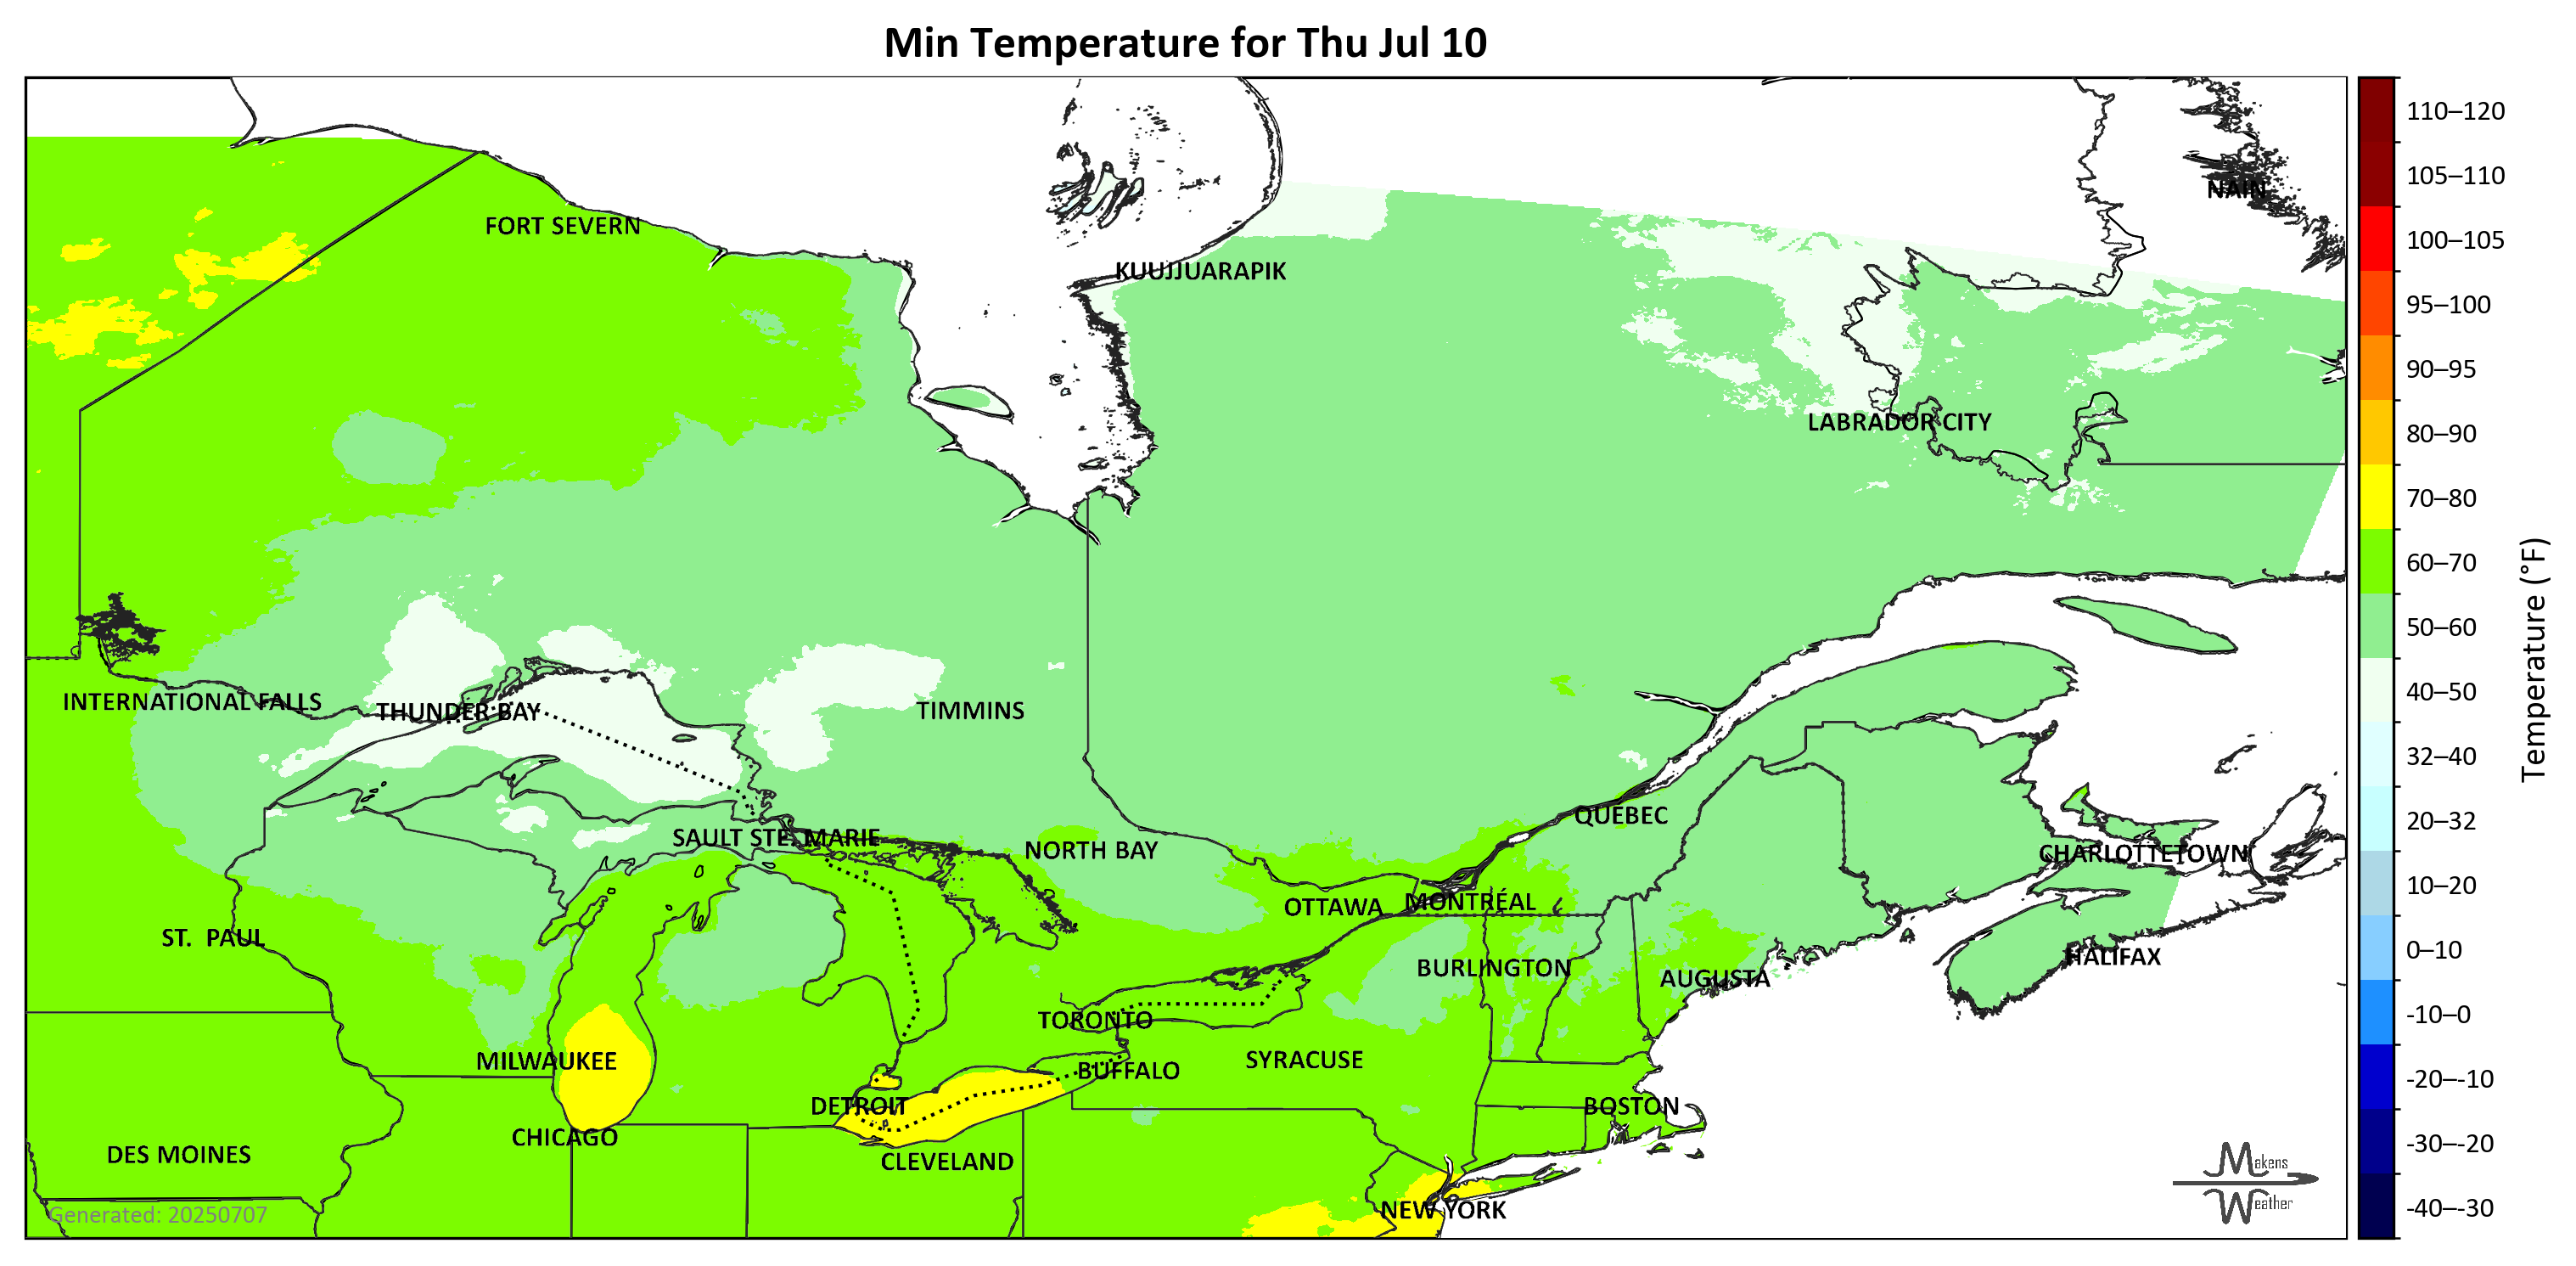 Min Temperature for Thu Jul 10
110–120
105–110
NAIN
FORT SEVERN
100–105
KUUJJUARAPIK
95–100
90–95
LABRADOR CITY
80–90
70–80
60–70
50–60
Temperature (°F)
40–50
INTERNATIONAL FALLS
THUNDER BAY
TIMMINS
32–40
QUEBEC
20–32
SAULT STE. MARIE
NORTH BAY
CHARLOTTETOWN
10–20
OTTAWA
MONTRÉAL
ST. PAUL
0–10
HALIFAX
BURLINGTON
AUGUSTA
-10–0
TORONTO
MILWAUKEE
SYRACUSE
BUFFALO
-20–-10
DETROIT
BOSTON
CHICAGO
-30–-20
DES MOINES
CLEVELAND
Makens
Weather
NEW YORK
-40–-30
Generated: 20250707